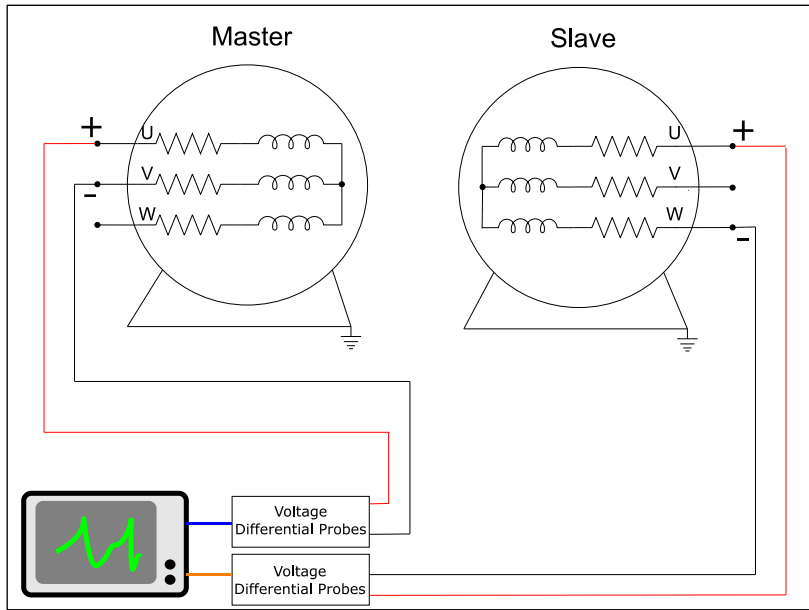 Master
Slave
+
U
-
V
W
U
+
V
W
-
Voltage
Differential Probes
Voltage
Differential Probes